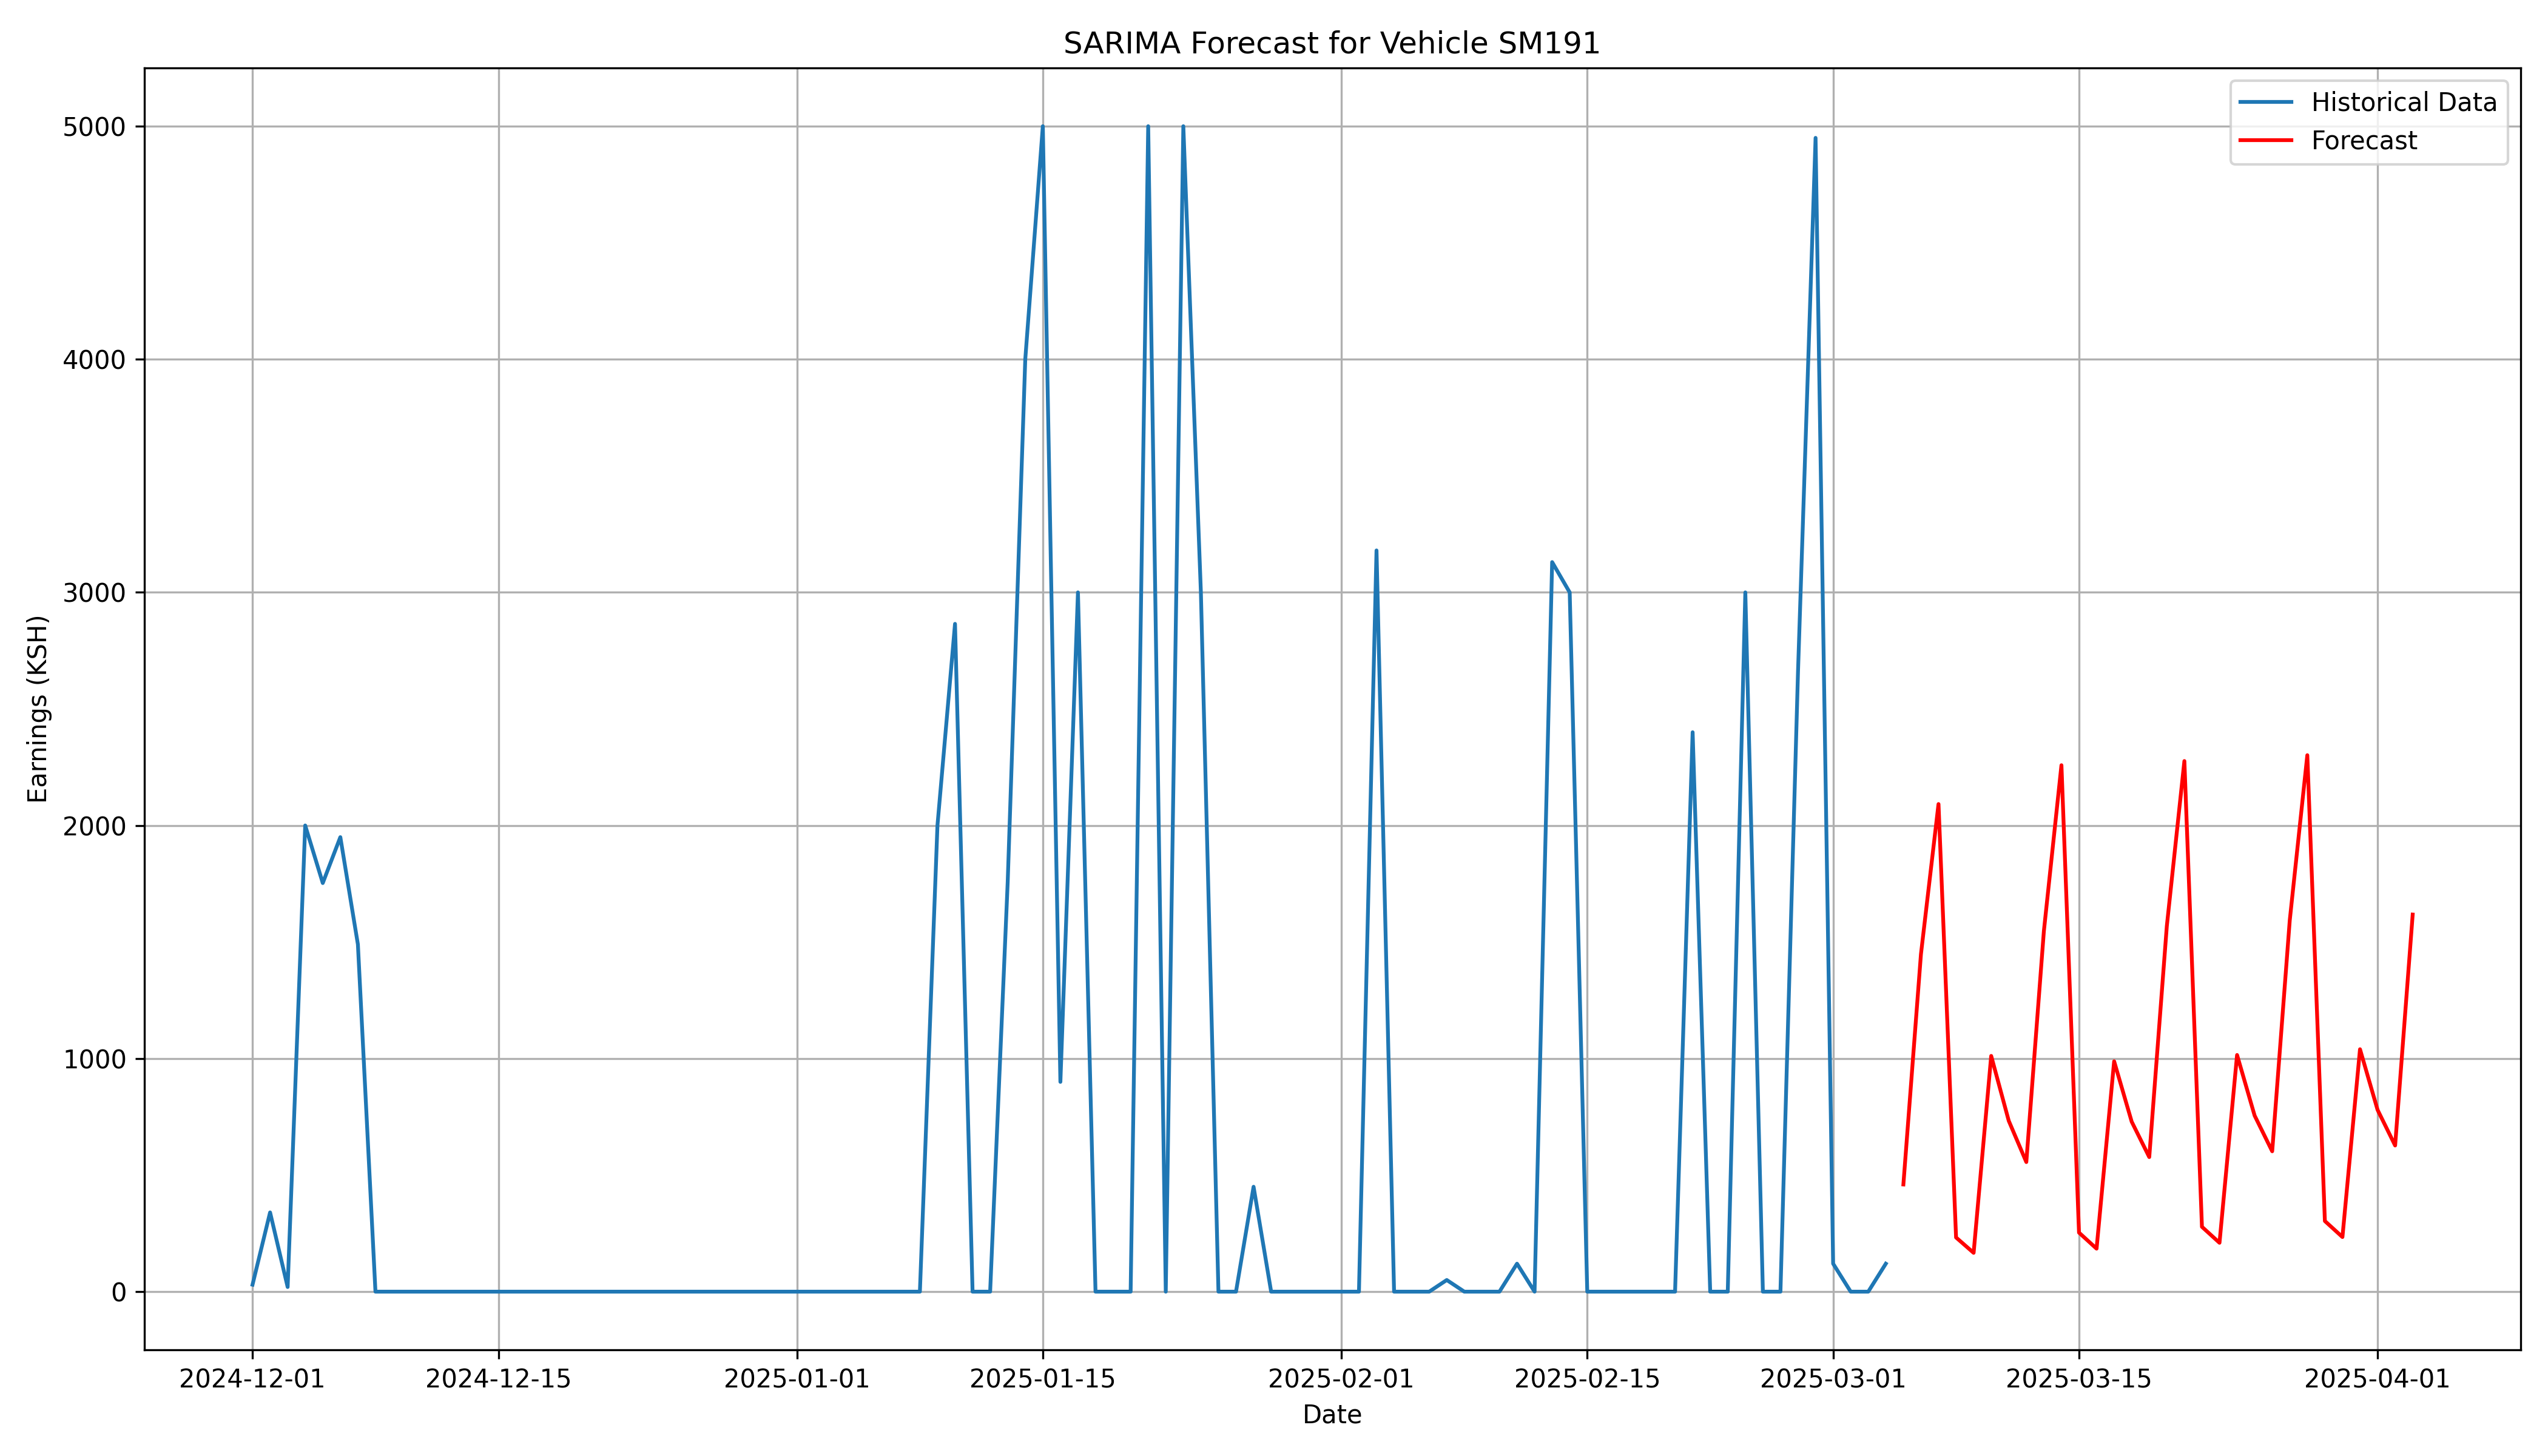 SARIMA Forecast for Vehicle SM191
Historical Data
Forecast
Earnings (KSH)
5000
4000
3000
2000
1000
0
2024-12-01 2024-12-15 2025-01-01 2025-01-15 2025-02-01 2025-02-15 2025-03-01 2025-03-15 2025-04-01
Date